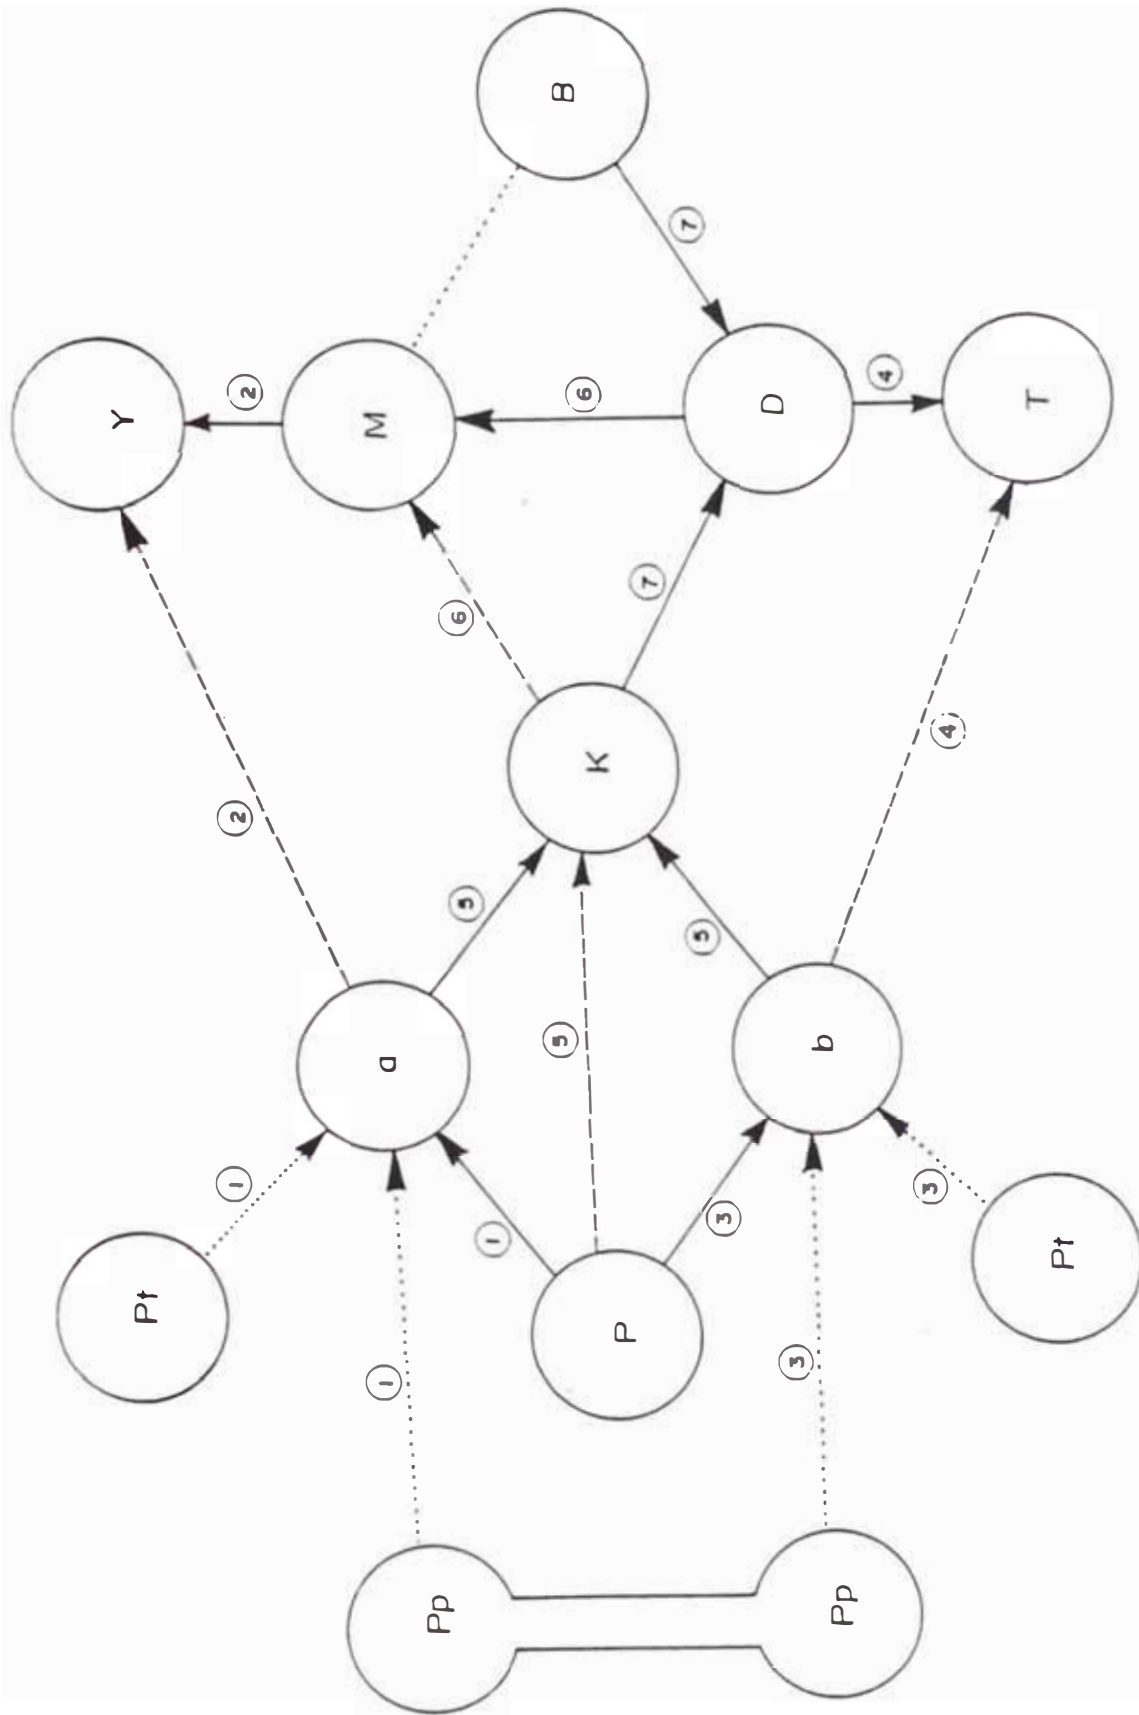 Pt Y
① ② ②
① a M
Pp ⑤ ⑥
①
⑤ ⑥ B
P K
⑦
③ ⑤ ⑦
③ D
Pp b
④
③ ④
Pt T